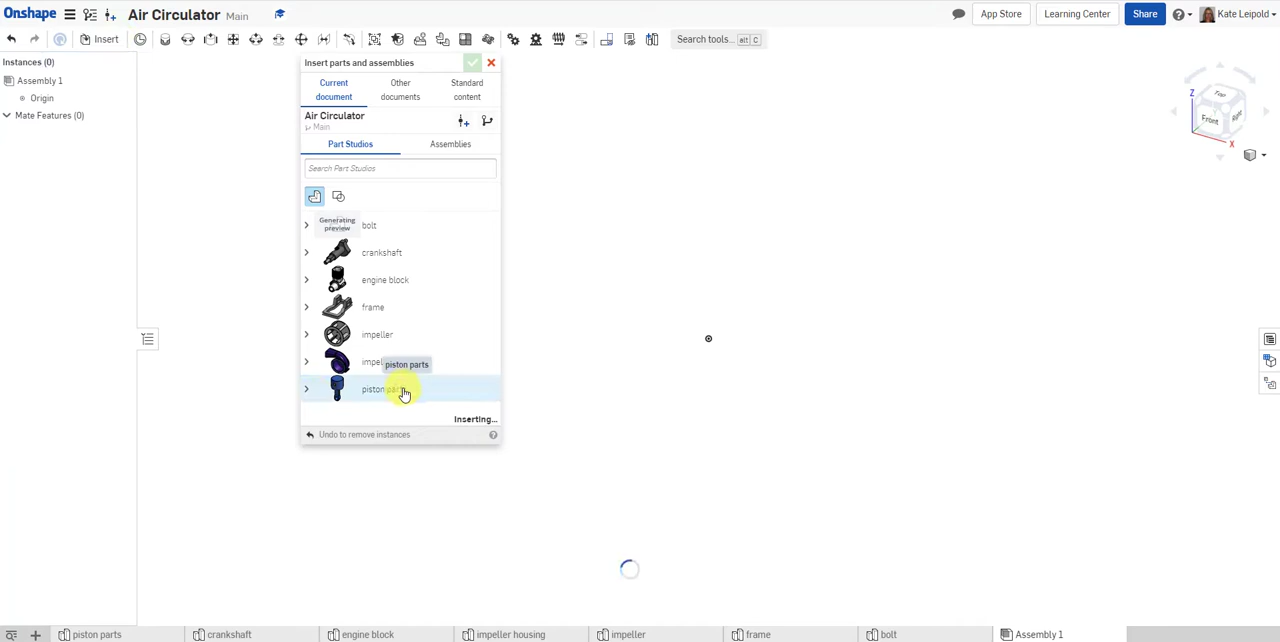 Onshape
Air Circulator Main
App Store
Learning Center
Share
Kate Leipold
Insert
Search tools... alt C
Instances (0)
Assembly 1
Origin
Mate Features (0)
Insert parts and assemblies
Current document
Other documents
Standard content
Air Circulator
Main
Part Studios
Assemblies
Search Part Studios
Generating preview
bolt
crankshaft
engine block
frame
impeller
piston parts
Inserting...
Undo to remove instances
Z
Top
Front
Right
X
piston parts
crankshaft
engine block
impeller housing
impeller
frame
bolt
Assembly 1